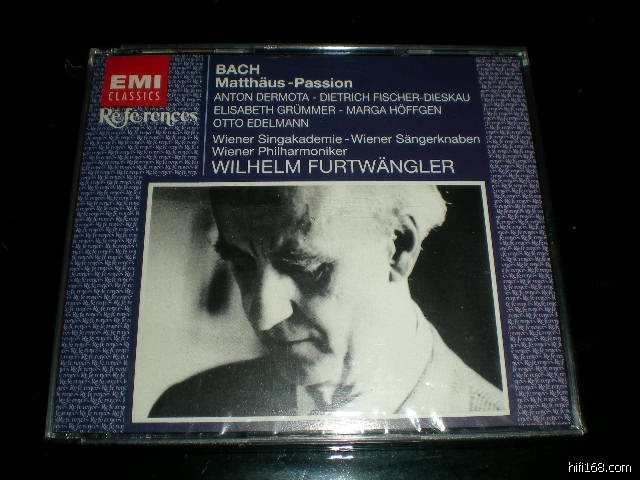 EMI
CLASSICS
Références
BACH
Matthäus-Passion
ANTON DERMOTA - DIETRICH FISCHER-DIESKAU
ELISABETH GRÜMMER - MARGA HÖFFGEN
OTTO EDELMANN
Wiener Singakademie - Wiener Sängerknaben
Wiener Philharmoniker
WILHELM FURTWÄNGLER
hifi168.com